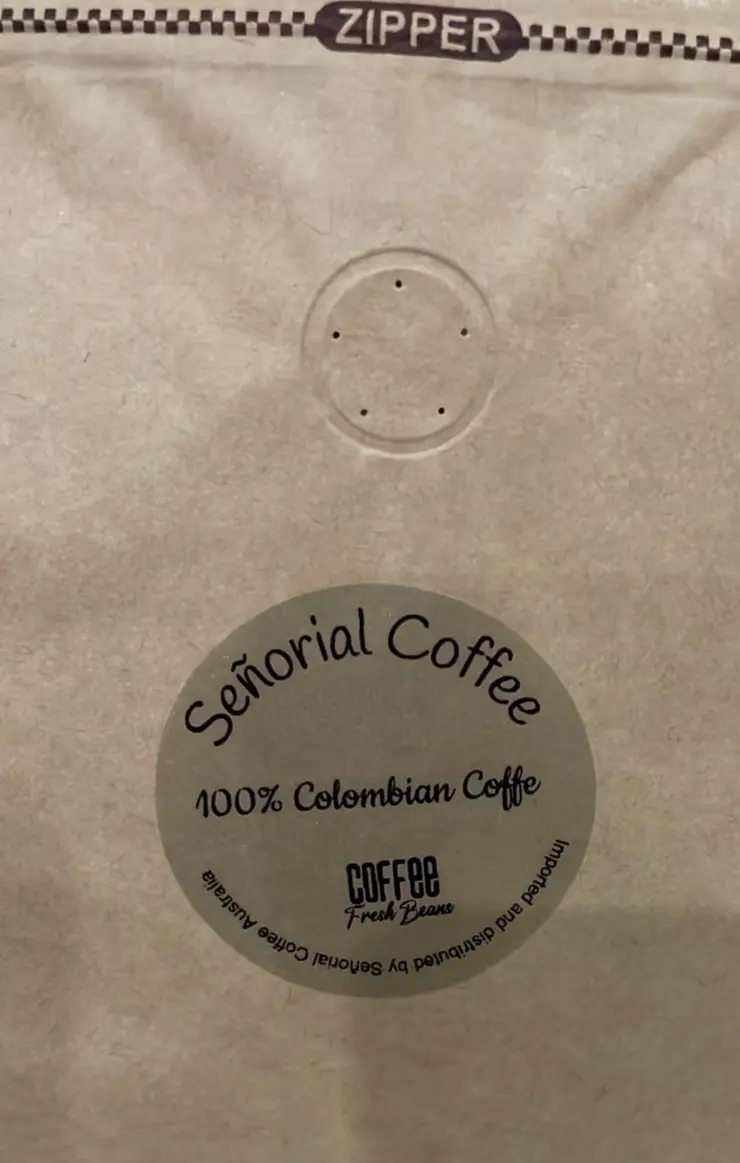 ZIPPER
Señorial Coffee
100% Colombian Coffe
COFFee
Fresh Beans
Imported and distributed by Señorial Coffee Australia